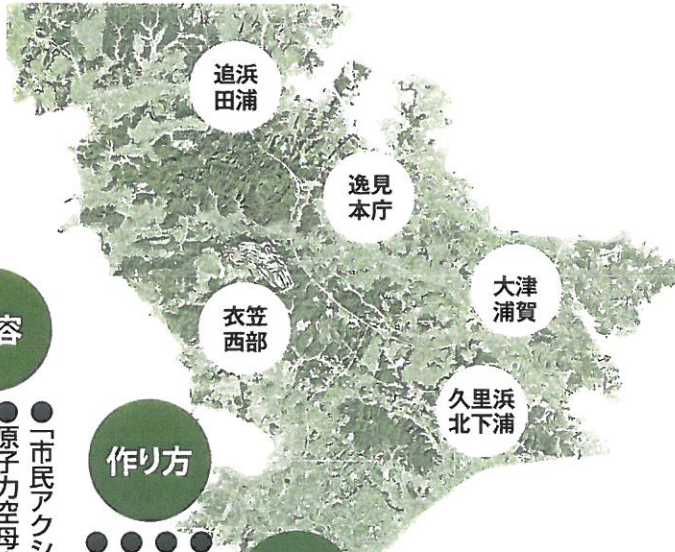 追浜
田浦
逸見
本庁
大津
浦賀
衣笠
西部
久里浜
北下浦
容
作り方
●「市民アクシ
●原子力空母